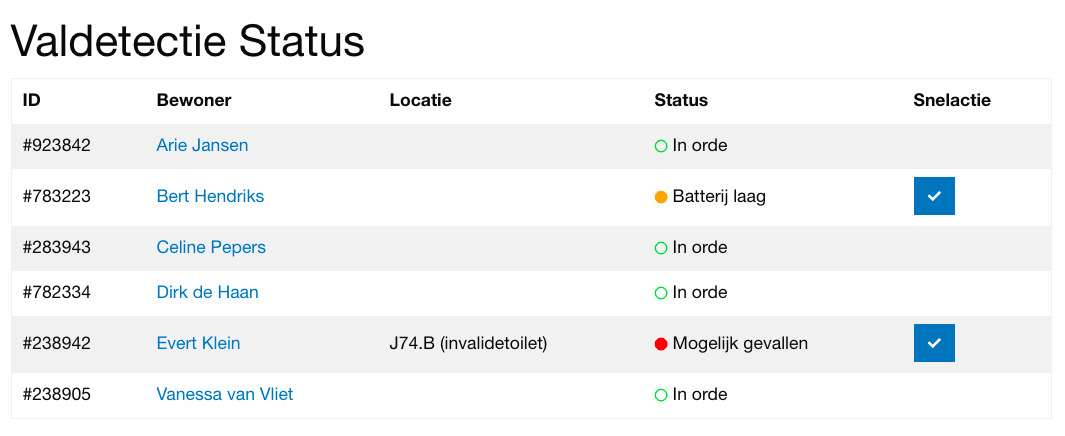 Valdetectie Status
ID Bewoner Locatie Status Snelactie
#923842 Arie Jansen In orde
#783223 Bert Hendriks Batterij laag
#283943 Celine Pepers In orde
#782334 Dirk de Haan In orde
#238942 Evert Klein J74.B (invalidetoilet) Mogelijk gevallen
#238905 Vanessa van Vliet In orde